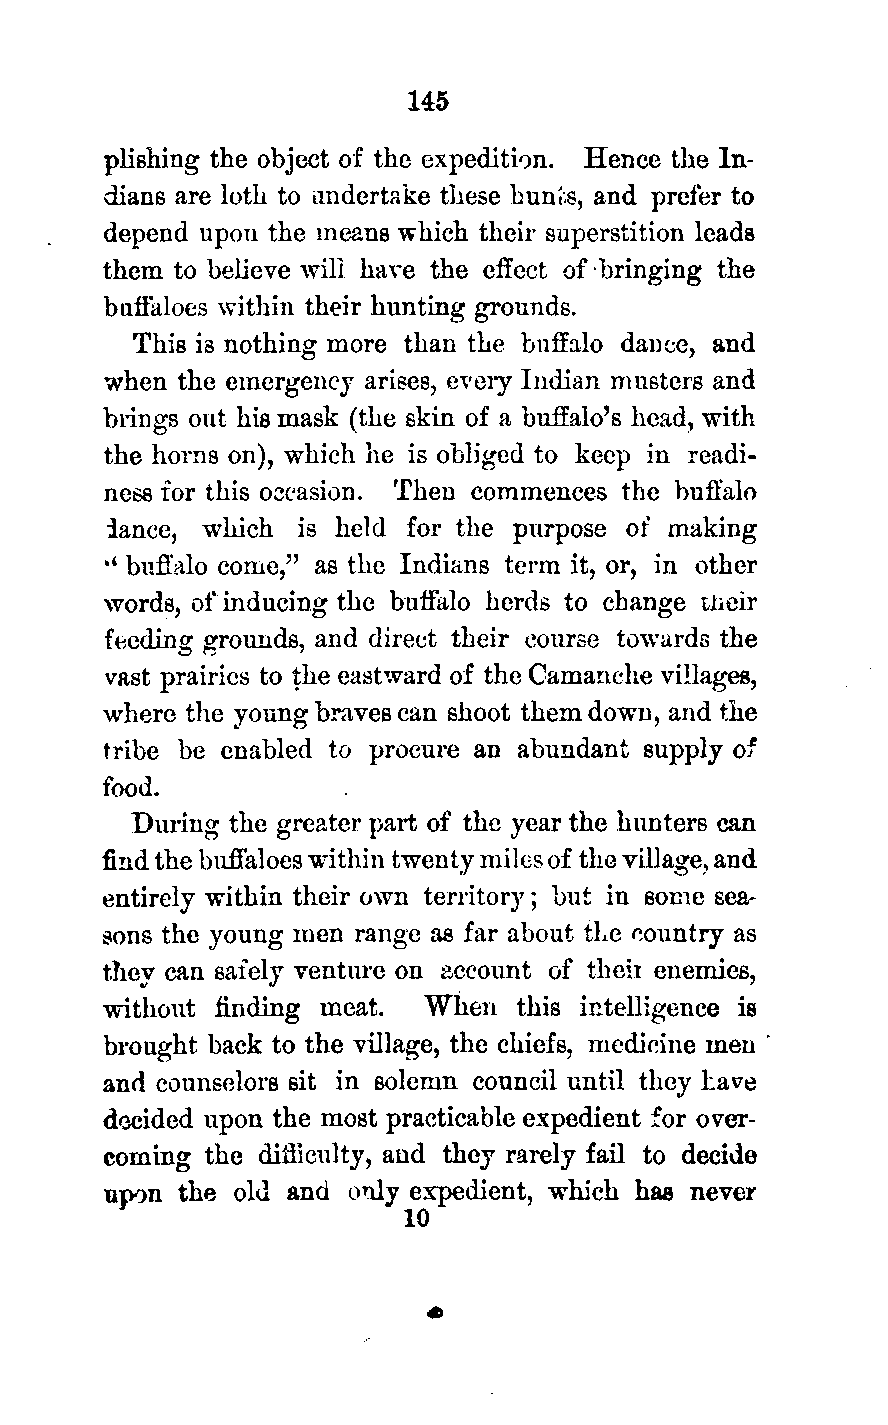 145
plishing the object of the expedition. Hence the In-
dians are loth to undertake these hunts, and prefer to
depend upon the means which their superstition leads
them to believe will have the effect of bringing the
buffaloes within their hunting grounds.
This is nothing more than the buffalo dance, and
when the emergency arises, every Indian musters and
brings out his mask (the skin of a buffalo's head, with
the horns on), which he is obliged to keep in readi-
ness for this occasion. Then commences the buffalo
dance, which is held for the purpose of making
"buffalo come," as the Indians term it, or, in other
words, of inducing the buffalo herds to change their
feeding grounds, and direct their course towards the
vast prairies to the eastward of the Camanche villages,
where the young braves can shoot them down, and the
tribe be enabled to procure an abundant supply of
food.
During the greater part of the year the hunters can
find the buffaloes within twenty miles of the village, and
entirely within their own territory; but in some sea-
sons the young men range as far about the country as
they can safely venture on account of their enemies,
without finding meat. When this intelligence is
brought back to the village, the chiefs, medicine men
and counselors sit in solemn council until they have
decided upon the most practicable expedient for over-
coming the difficulty, and they rarely fail to decide
upon the old and only expedient, which has never
10